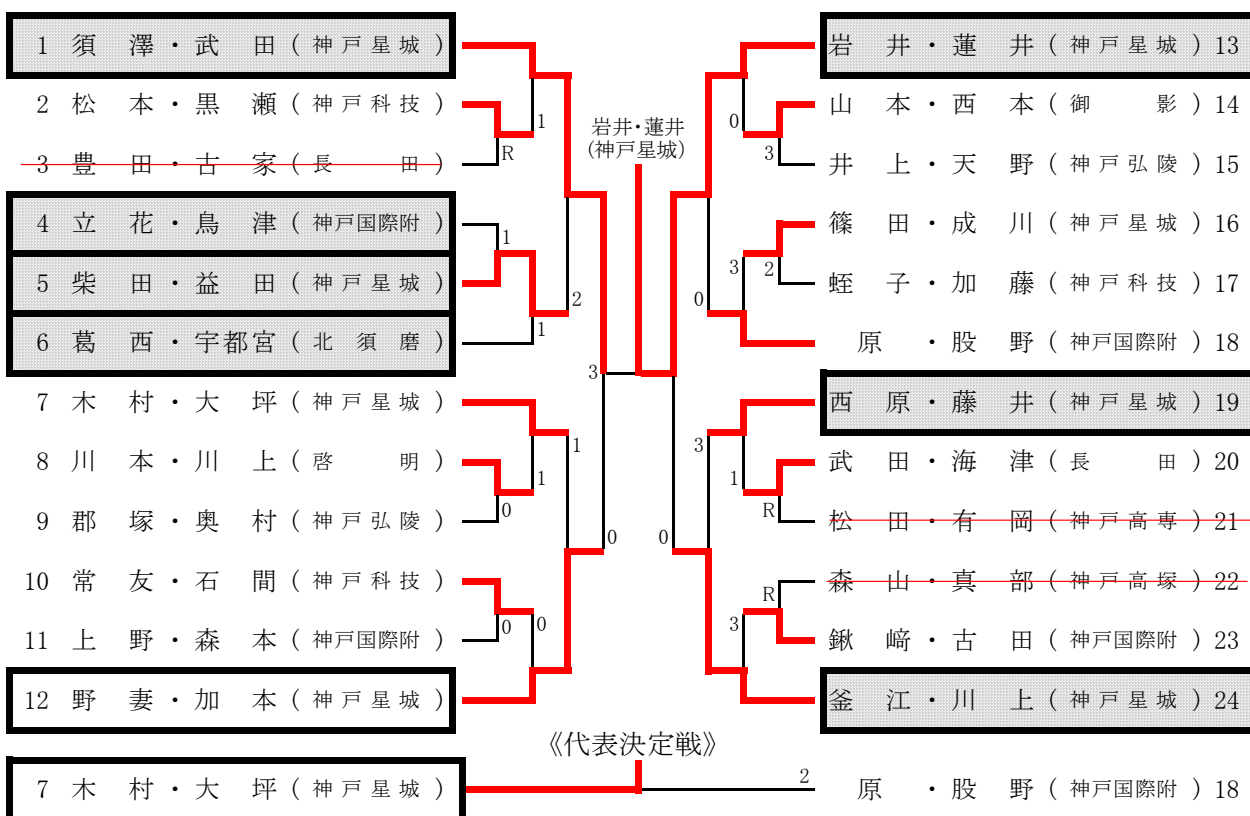 1 須澤・武田(神戸星城)
2 松本・黒瀬(神戸科技)
3 豊田・古家(長田)
4 立花・鳥津(神戸国際附)
5 柴田・益田(神戸星城)
6 葛西・宇都宮(北須磨)
7 木村・大坪(神戸星城)
8 川本・川上(啓明)
9 郡塚・奥村(神戸弘陵)
10 常友・石間(神戸科技)
11 上野・森本(神戸国際附)
12 野妻・加本(神戸星城)
1
R
1
2
1
3
1
1
0
0
0
0
岩井・蓮井
(神戸星城)
0
3
3
2
0
3
1
R
0
R
3
岩井・蓮井(神戸星城)13
山本・西本(御影)14
井上・天野(神戸弘陵)15
篠田・成川(神戸星城)16
蛭子・加藤(神戸科技)17
原・股野(神戸国際附)18
西原・藤井(神戸星城)19
武田・海津(長田)20
松田・有岡(神戸高専)21
森山・真部(神戸高塚)22
鍬﨑・古田(神戸国際附)23
釜江・川上(神戸星城)24
《代表決定戦》
7 木村・大坪(神戸星城)
2
原・股野(神戸国際附)18